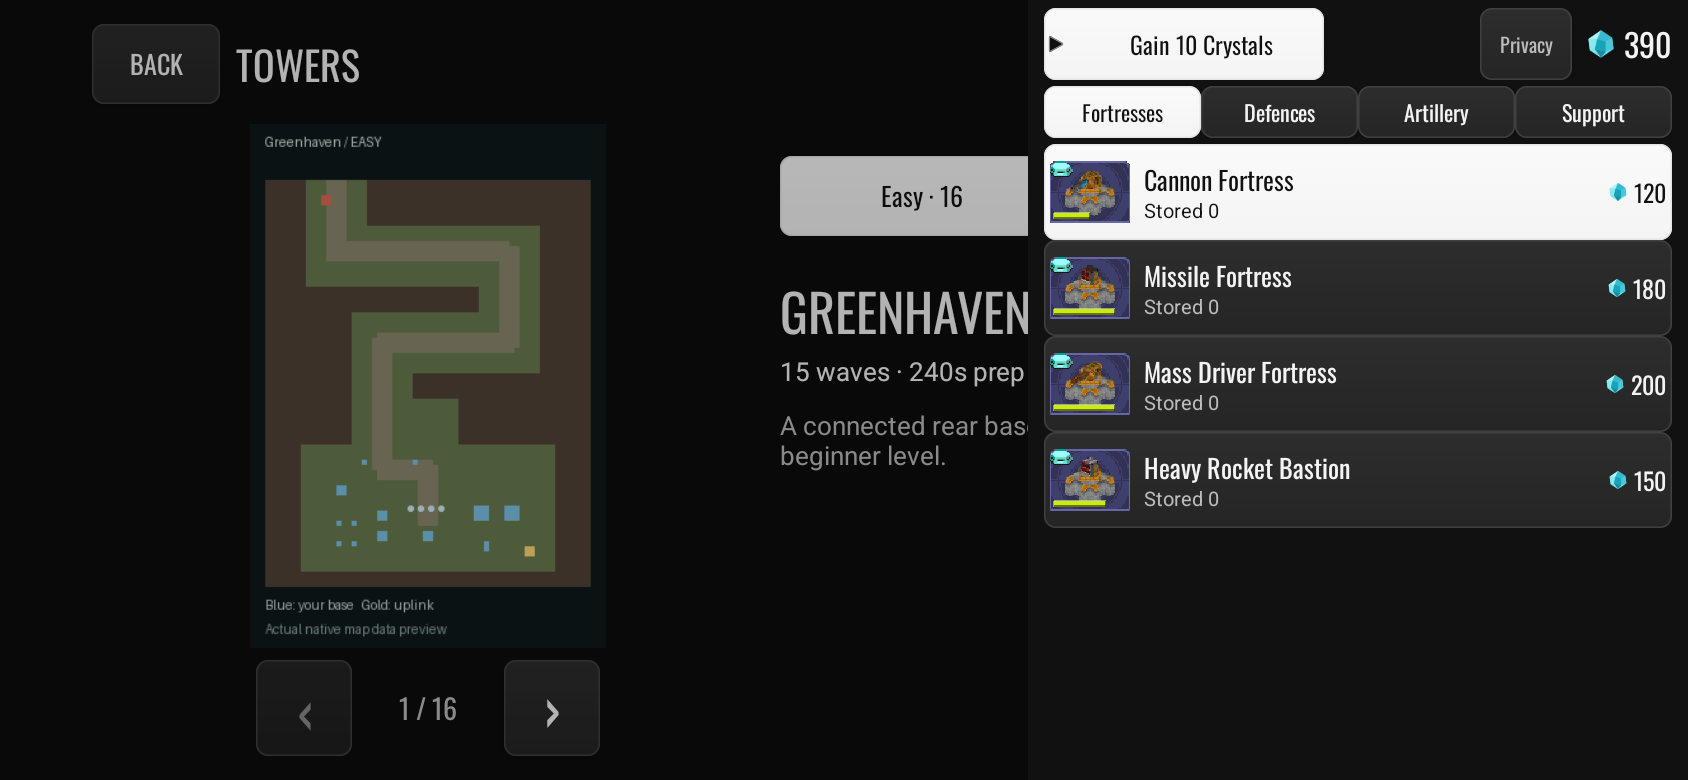 BACK
TOWERS
Greenhaven / EASY
Blue: your base Gold: uplink
Actual native map data preview
‹
1 / 16
›
Easy · 16
GREENHAVEN
15 waves · 240s prep
A connected rear bas
beginner level.
Gain 10 Crystals
Privacy
390
Fortresses
Defences
Artillery
Support
Cannon Fortress
Stored 0
120
Missile Fortress
Stored 0
180
Mass Driver Fortress
Stored 0
200
Heavy Rocket Bastion
Stored 0
150